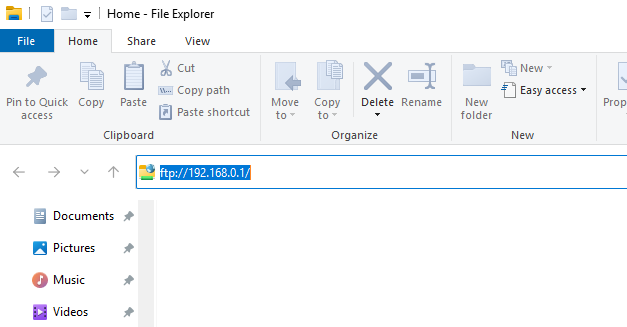 Home - File Explorer
File Home Share View
Pin to Quick access
Copy
Paste
Cut
Copy path
Paste shortcut
Clipboard
Move to
Copy to
Delete
Rename
Organize
New folder
New
Easy access
New
Prop
ftp://192.168.0.1/
Documents
Pictures
Music
Videos